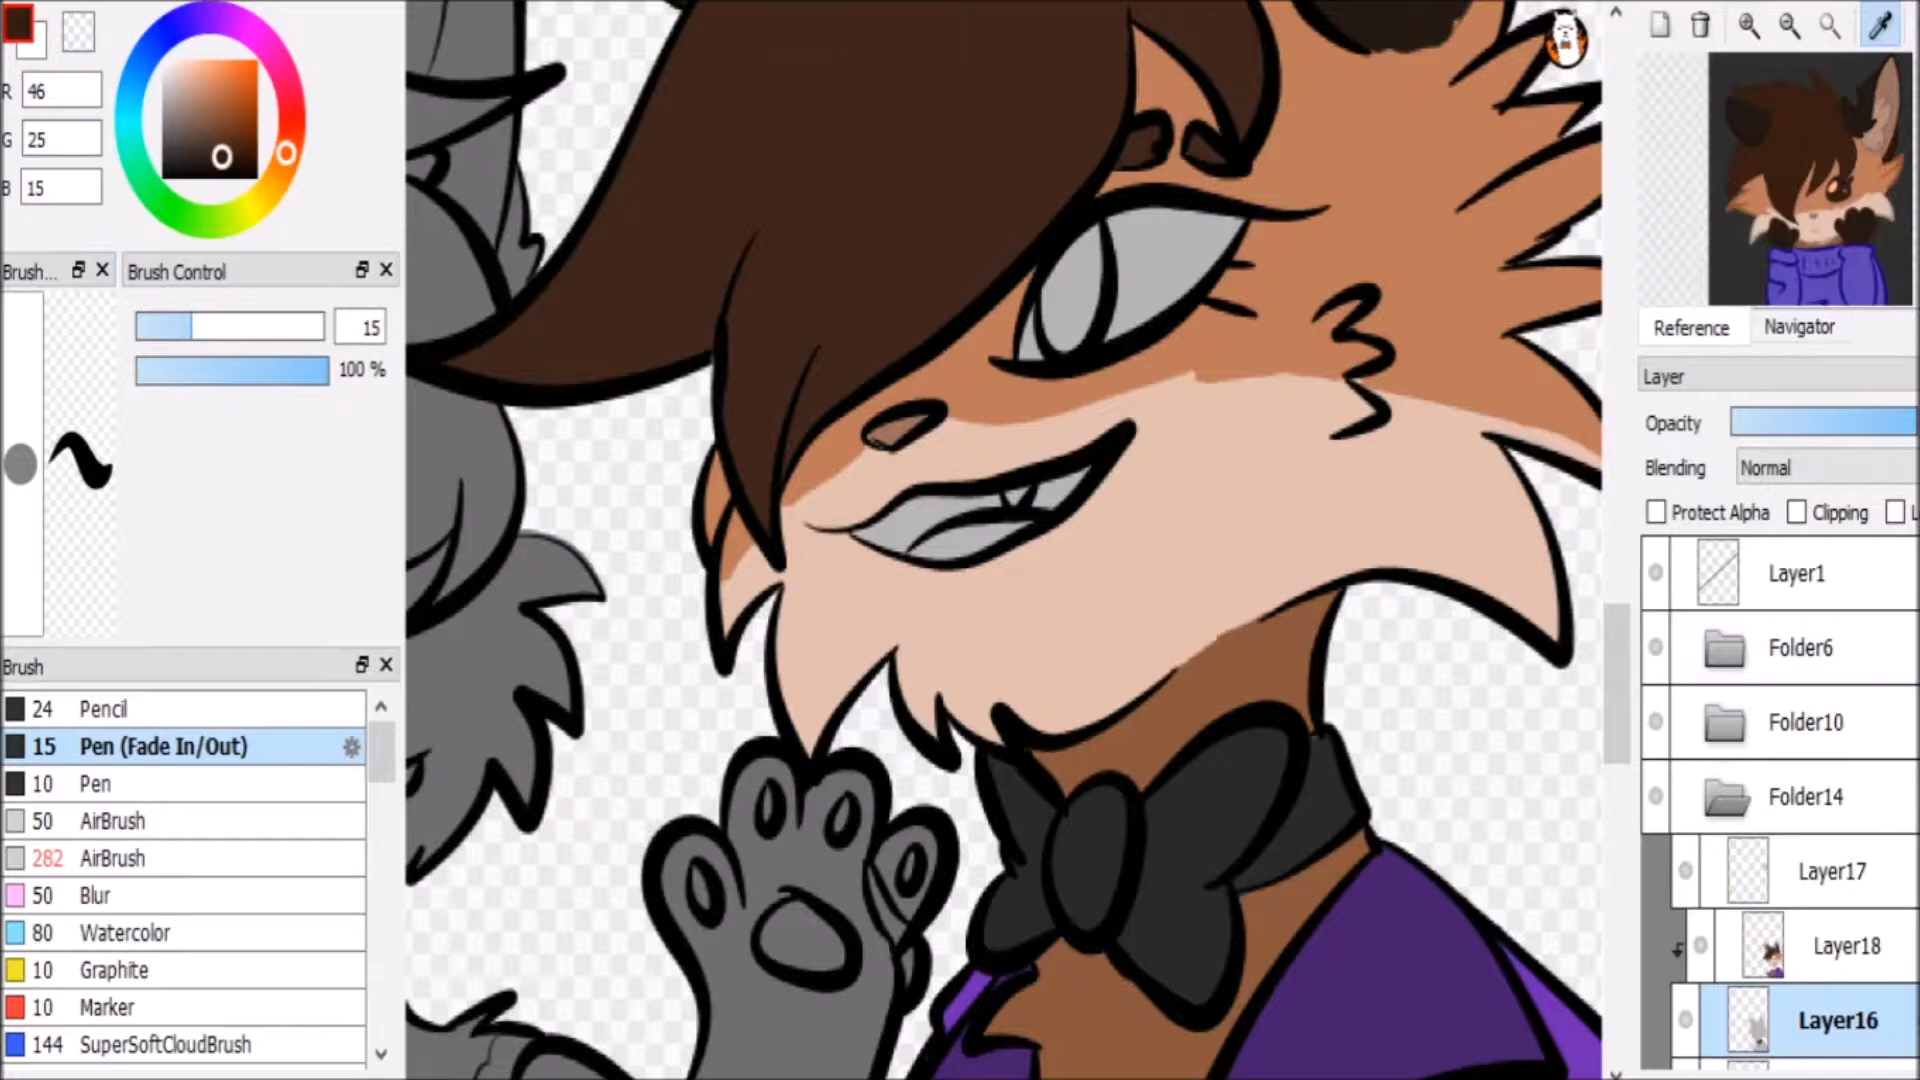 R 46
G 25
B 15
Brush...
Brush Control
15
100 %
Brush
24 Pencil
15 Pen (Fade In/Out)
10 Pen
50 AirBrush
282 AirBrush
50 Blur
80 Watercolor
10 Graphite
10 Marker
144 SuperSoftCloudBrush
Reference Navigator
Layer
Opacity
Blending Normal
Protect Alpha Clipping L
Layer1
Folder6
Folder10
Folder14
Layer17
Layer18
Layer16